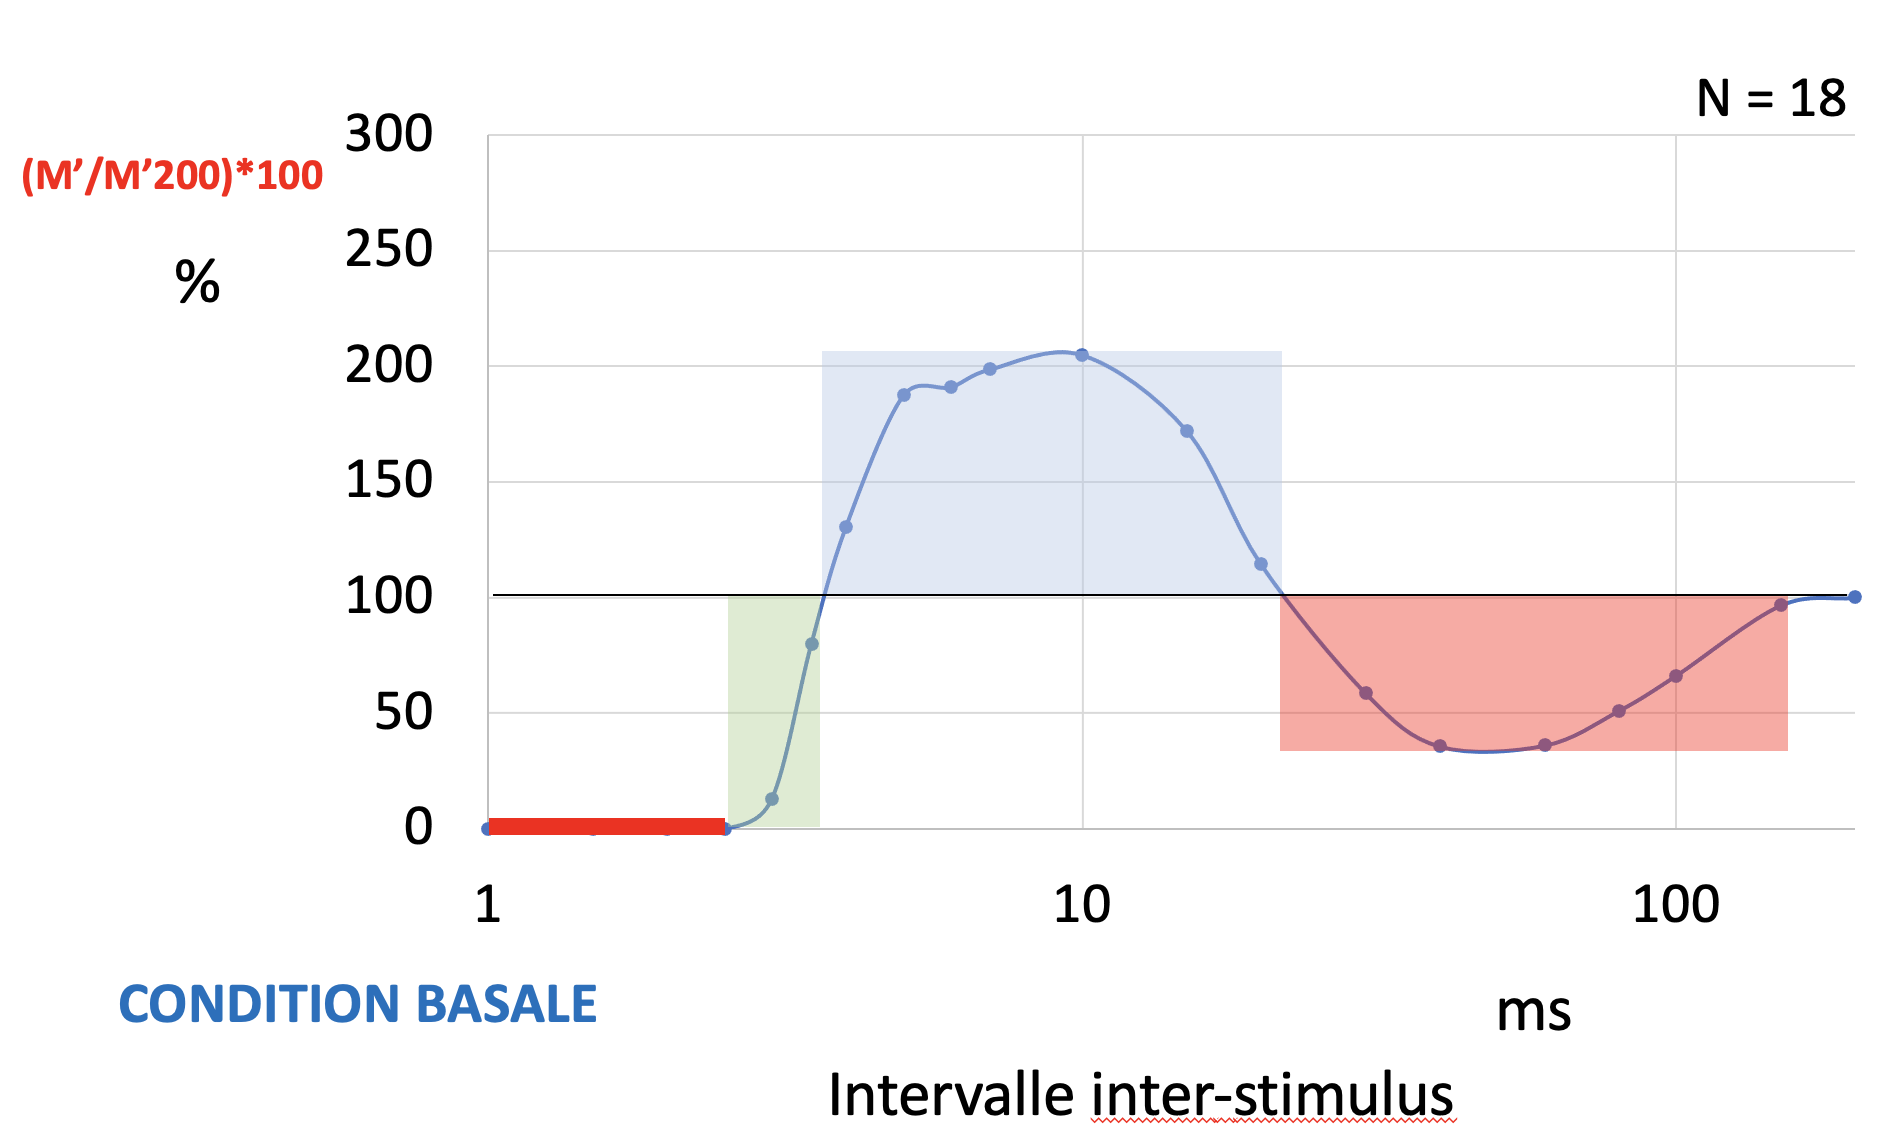 N = 18
(M’/M’200)*100
%
300
250
200
150
100
50
0
1
10
100
CONDITION BASALE
ms
Intervalle inter-stimulus